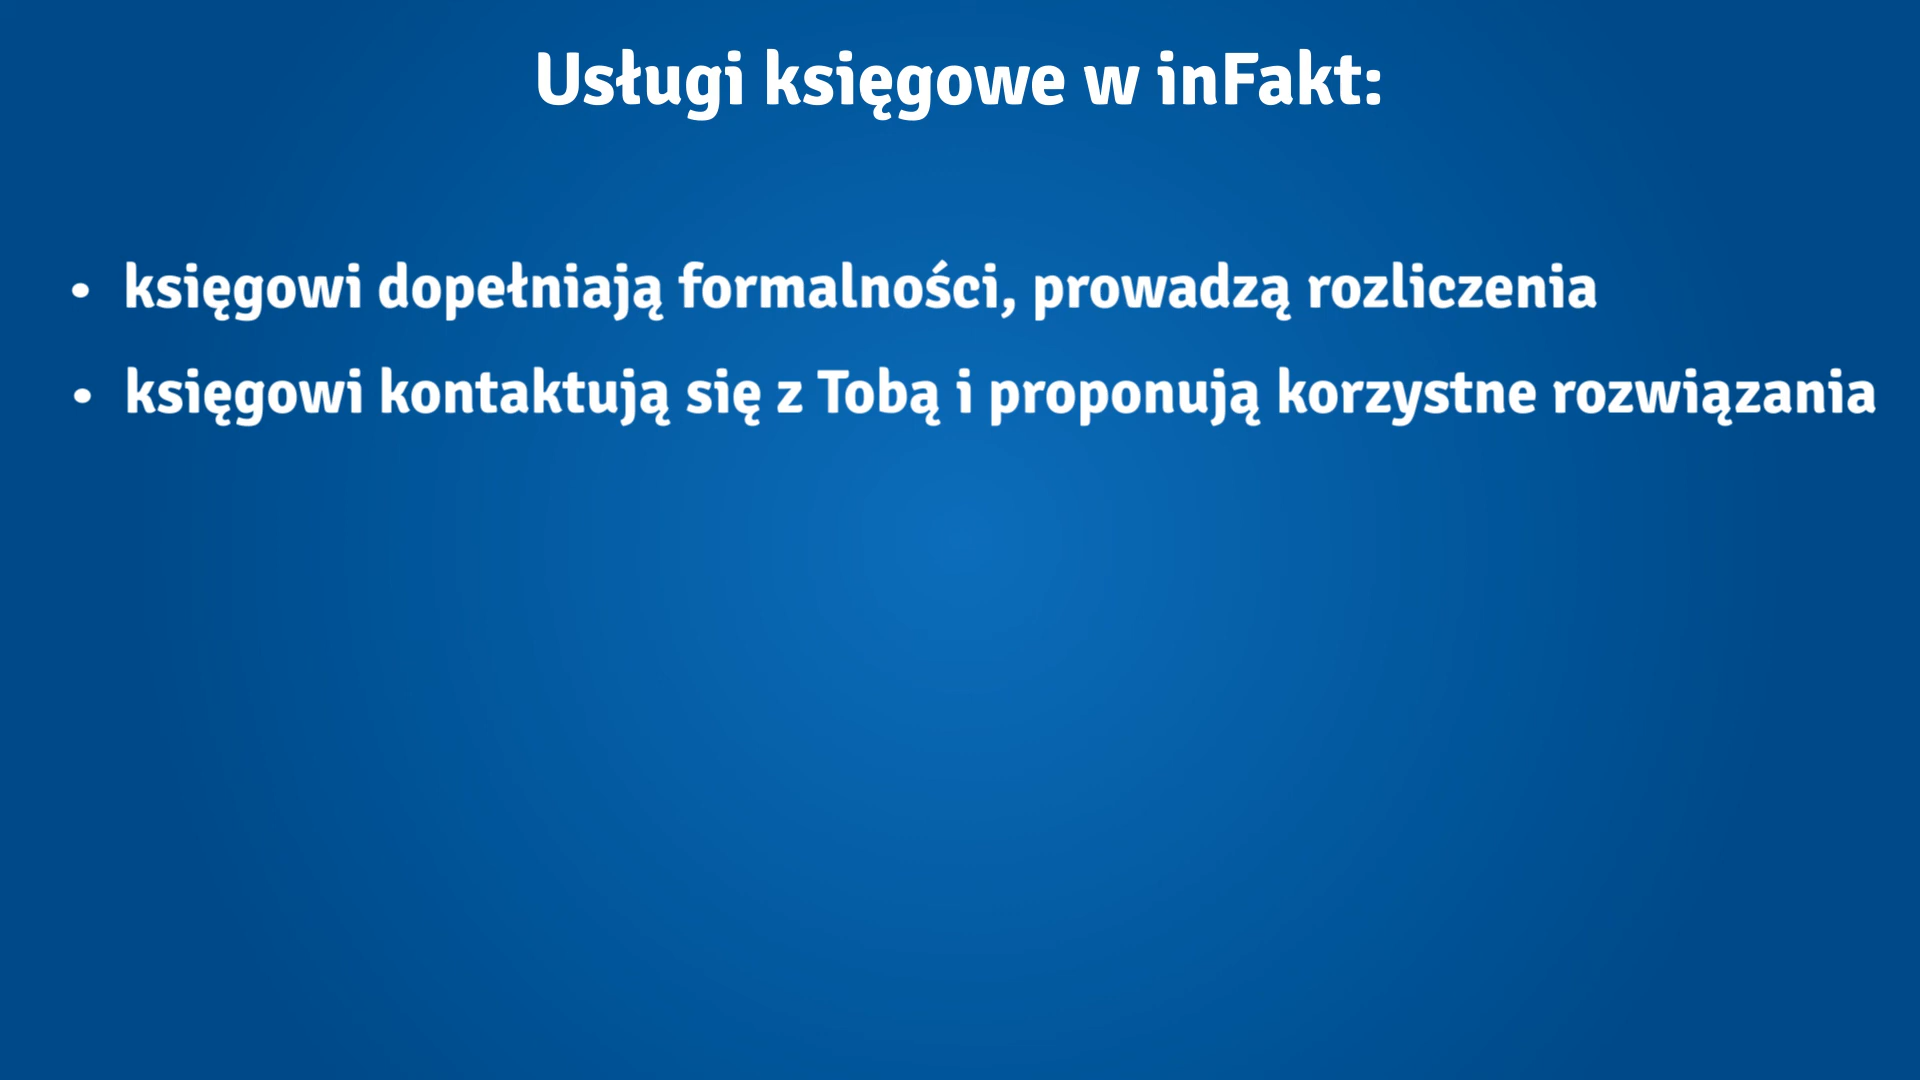 Usługi księgowe w inFakt:
• księgowi dopełniają formalności, prowadzą rozliczenia
• księgowi kontaktują się z Tobą i proponują korzystne rozwiązania